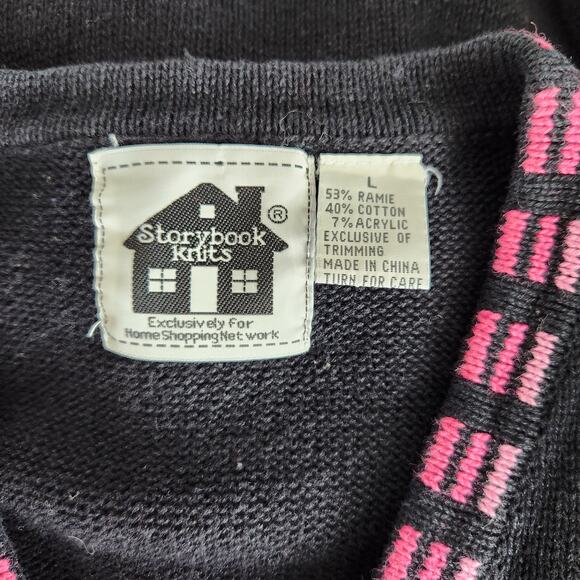 Storybook
Knits
®
Exclusively for
Home Shopping Network
L
53% RAMIE
40% COTTON
7% ACRYLIC
EXCLUSIVE OF
TRIMMING
MADE IN CHINA
TURN FOR CARE